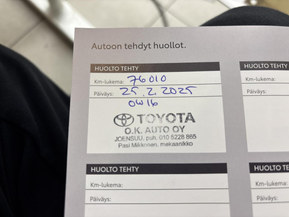 Autoon tehdyt huollot.
HUOLTO TEHTY
Km-lukema: 76010
Päiväys: 25.2.2025
OW16
TOYOTA
O.K. AUTO OY
JOENSUU, puh. 010 5228 865
Pasi Mikkonen, mekaanikko
HUOLTO TEHTY
Km-lukema:
Päiväys:
HUOLTO TEHTY
Km-lukema:
Päiväys:
HUOLTO TEHTY
Km-lukema:
Päiväys: